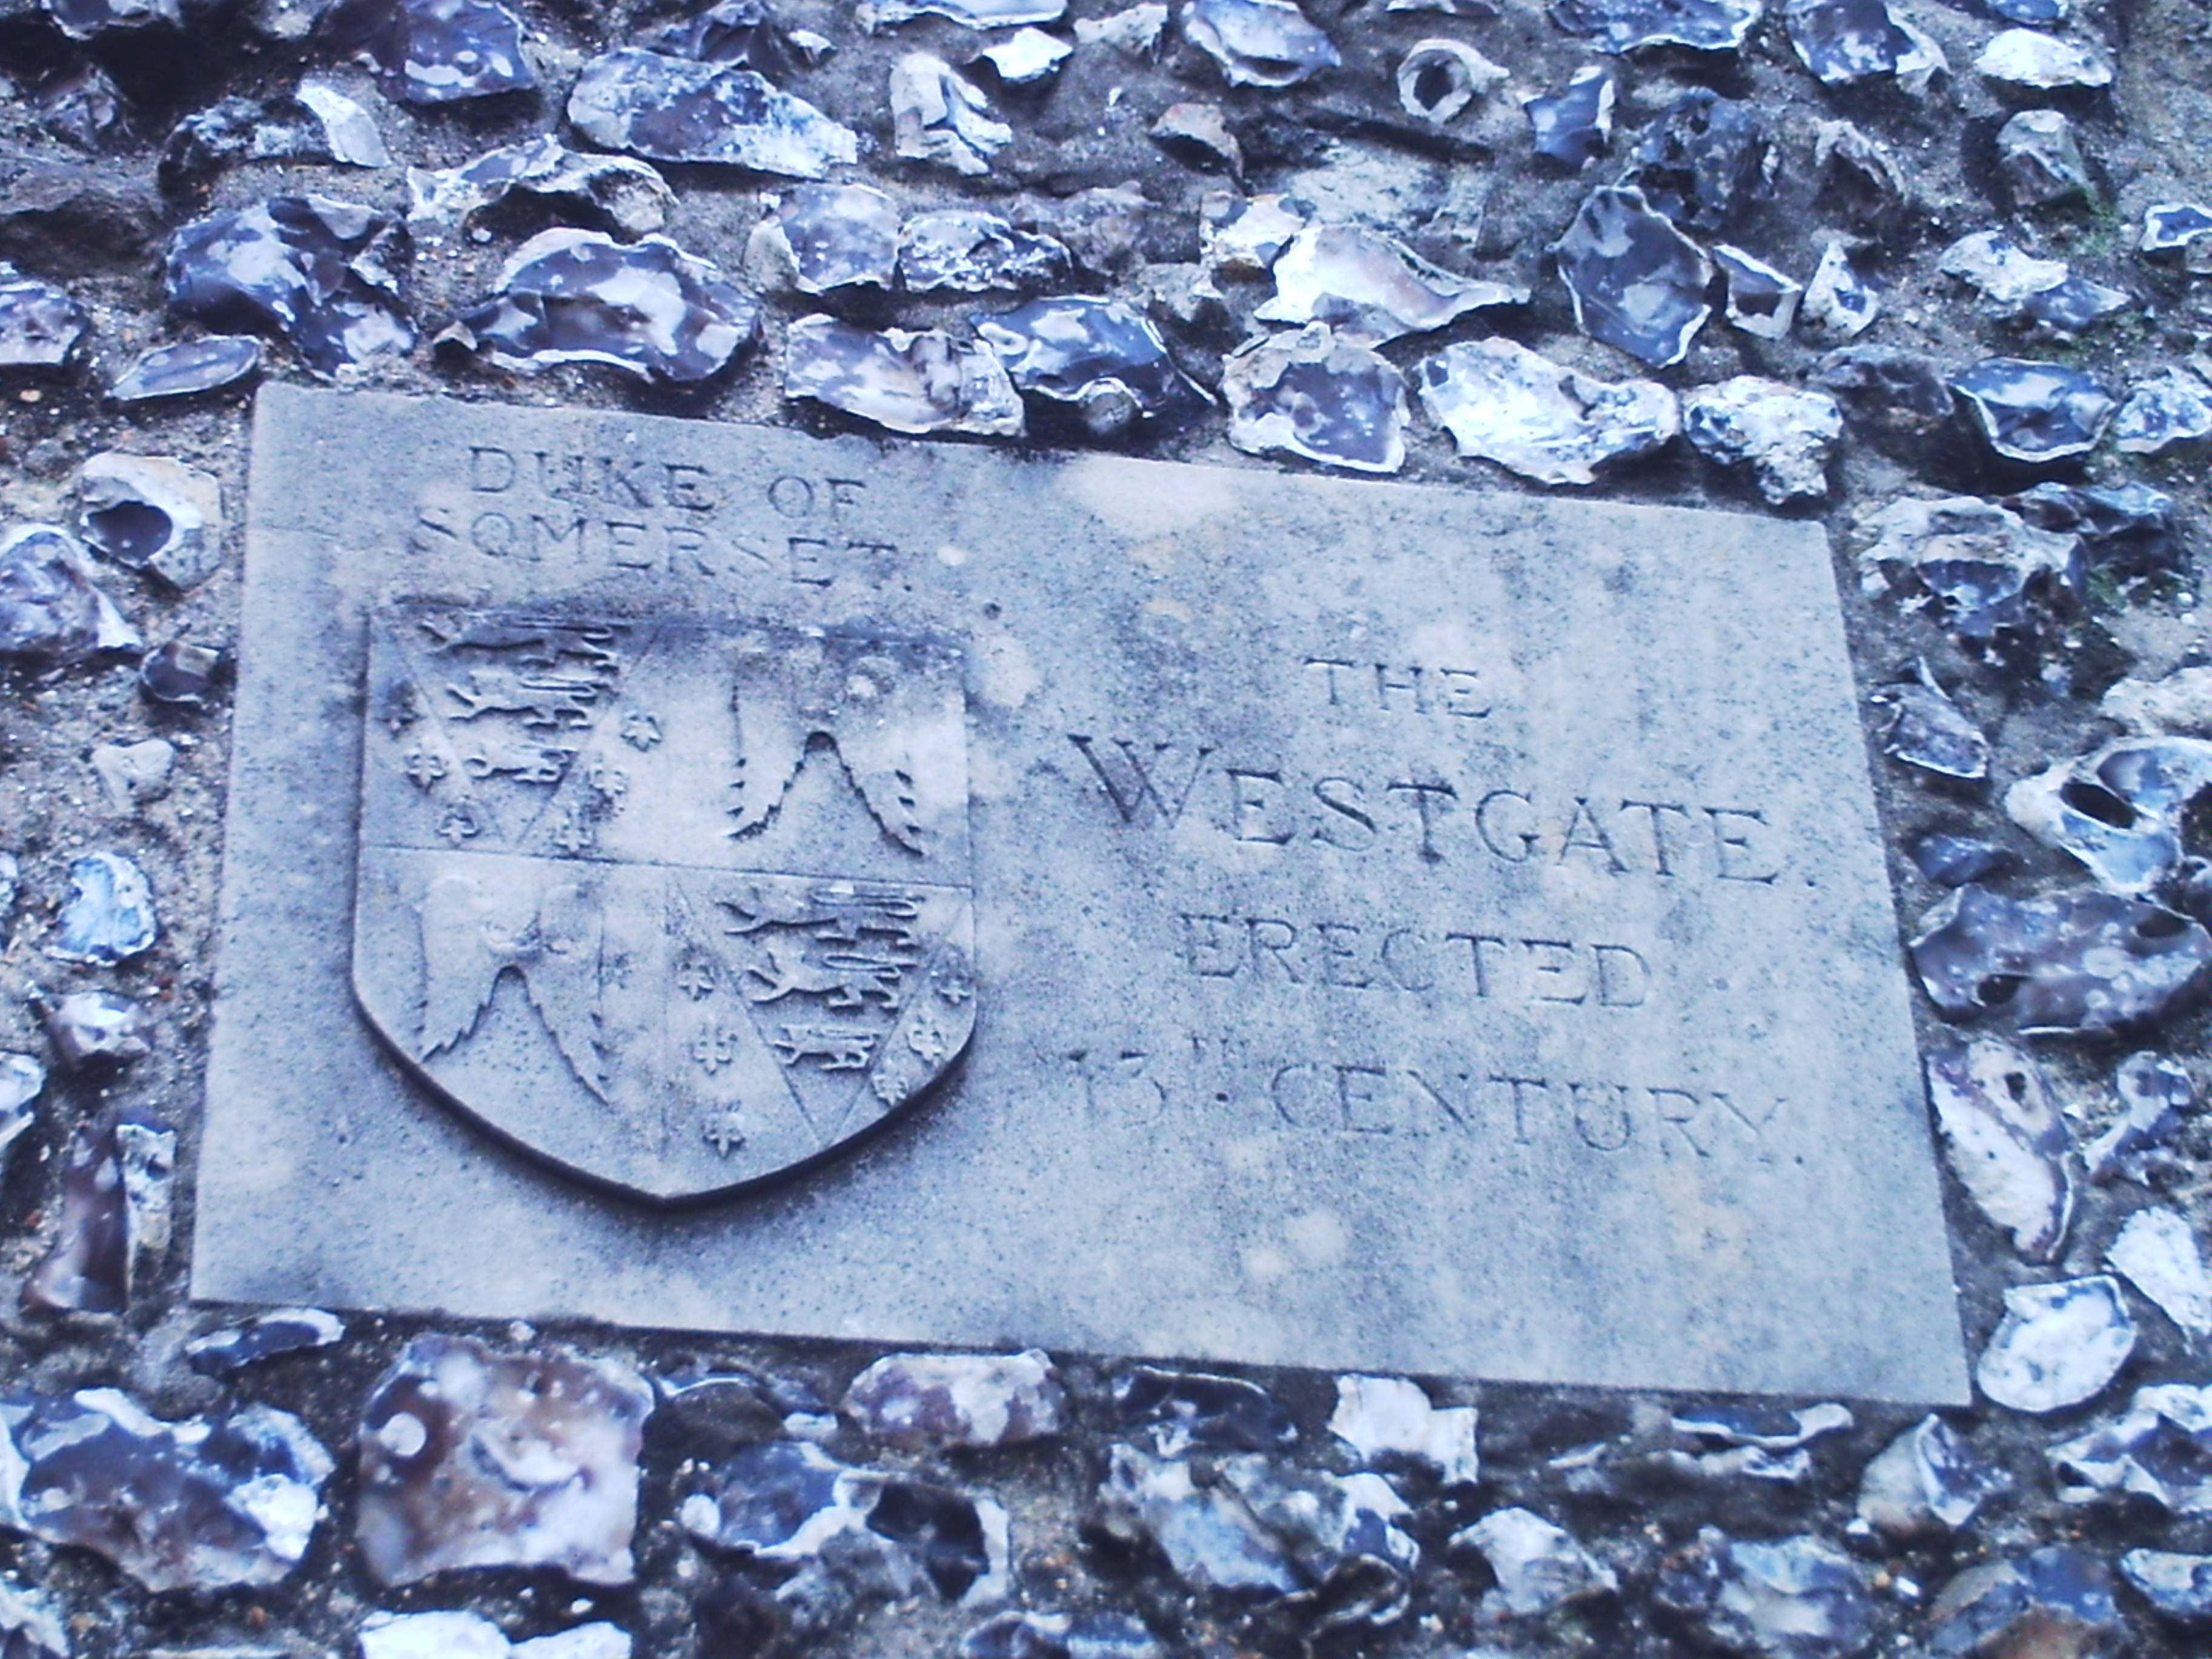 DUKE OF
SOMERSET.
THE
WESTGATE.
ERECTED
13TH. CENTURY.